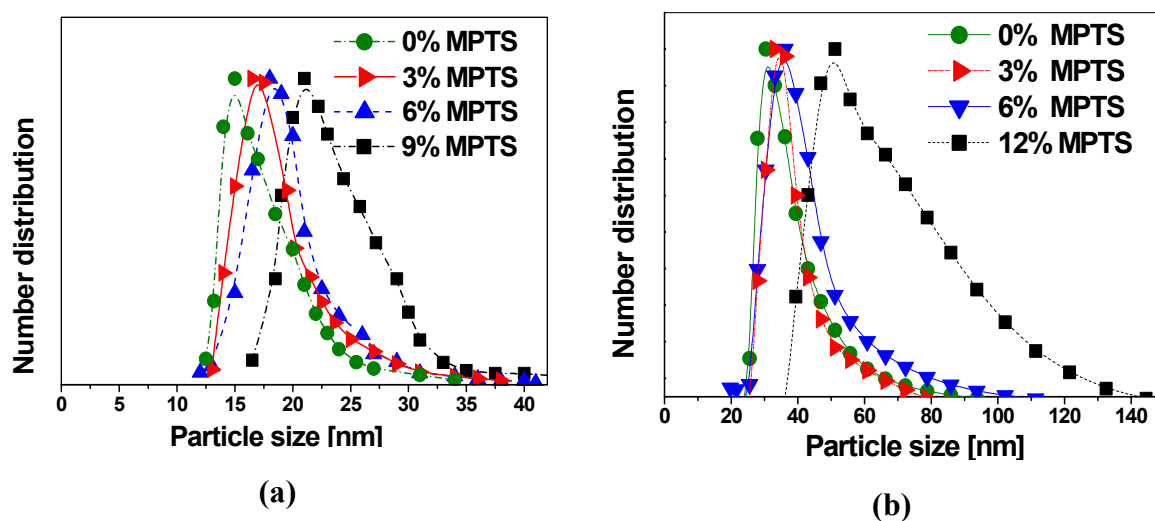 0% MPTS
3% MPTS
6% MPTS
9% MPTS
Number distribution
0 5 10 15 20 25 30 35 40
Particle size [nm]
(a)
0% MPTS
3% MPTS
6% MPTS
12% MPTS
Number distribution
20 40 60 80 100 120 140
Particle size [nm]
(b)